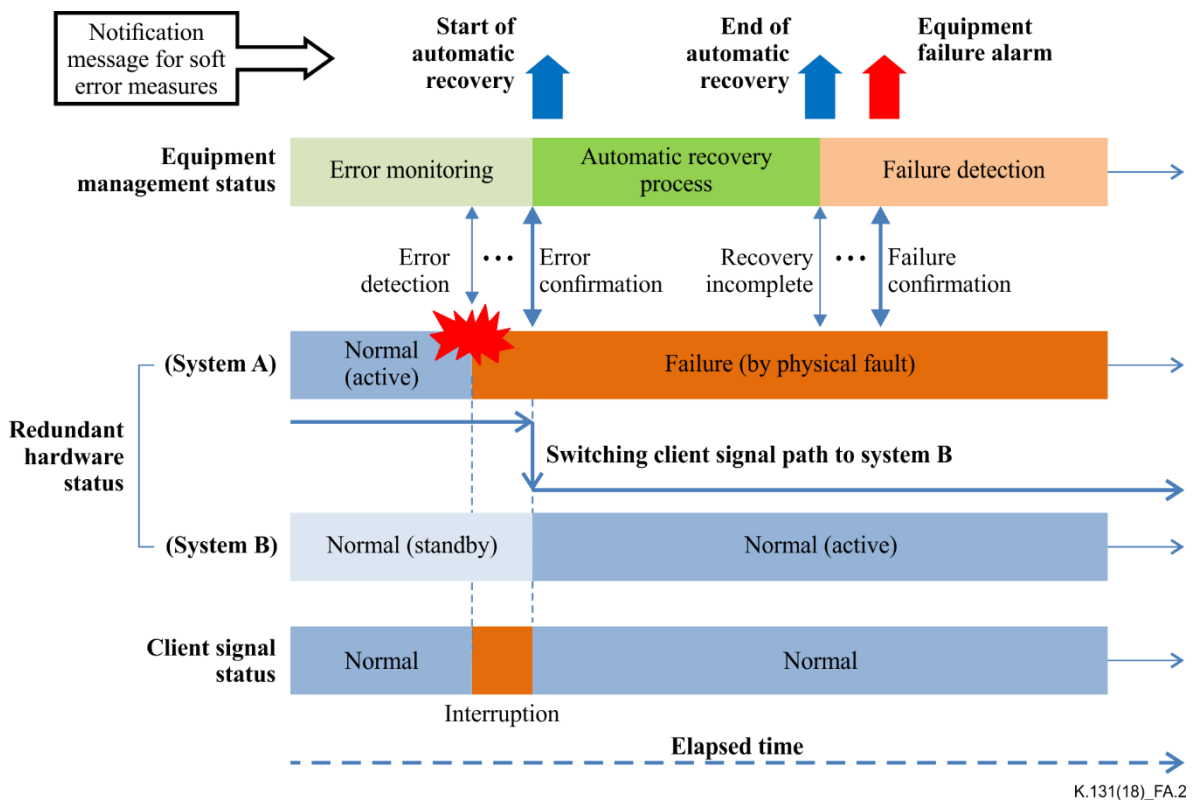 Notification
message for soft
error measures
Start of
automatic
recovery
End of
automatic
recovery
Equipment
failure alarm
Equipment
management status
Error monitoring
Automatic recovery
process
Failure detection
Error
detection
•••
Error
confirmation
Recovery
incomplete
•••
Failure
confirmation
Redundant
hardware
status
(System A)
Normal
(active)
Failure (by physical fault)
Switching client signal path to system B
(System B)
Normal (standby)
Normal (active)
Client signal
status
Normal
Normal
Interruption
Elapsed time
K.131(18)_FA.2